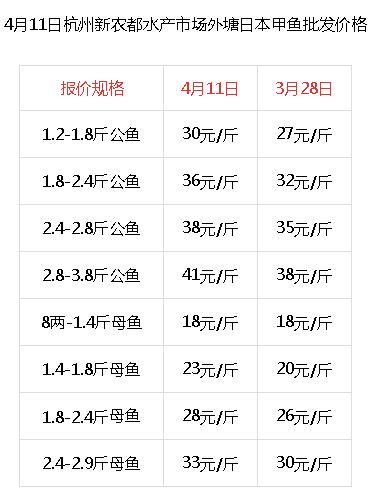 4月11日杭州新农都水产市场外塘日本甲鱼批发价格
报价规格 4月11日 3月28日
1.2-1.8斤公鱼 30元/斤 27元/斤
1.8-2.4斤公鱼 36元/斤 32元/斤
2.4-2.8斤公鱼 38元/斤 35元/斤
2.8-3.8斤公鱼 41元/斤 38元/斤
8两-1.4斤母鱼 18元/斤 18元/斤
1.4-1.8斤母鱼 23元/斤 20元/斤
1.8-2.4斤母鱼 28元/斤 26元/斤
2.4-2.9斤母鱼 33元/斤 30元/斤